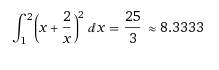 ∫₁² (x + 2/x)² dx = 25/3 ≈ 8.3333